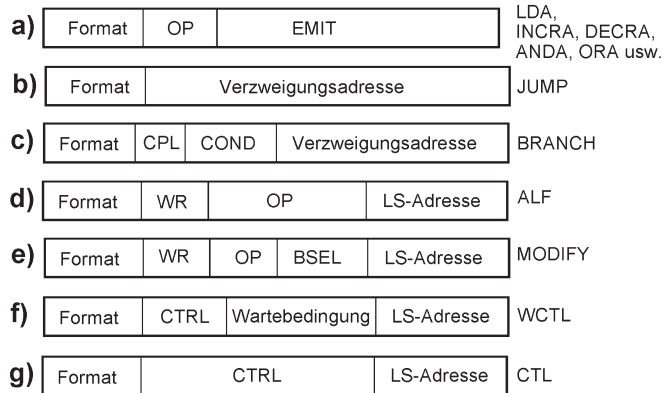 a) Format OP EMIT LDA,
INCRA, DECRA,
ANDA, ORA usw.
b) Format Verzweigungsadresse JUMP
c) Format CPL COND Verzweigungsadresse BRANCH
d) Format WR OP LS-Adresse ALF
e) Format WR OP BSEL LS-Adresse MODIFY
f) Format CTRL Wartebedingung LS-Adresse WCTL
g) Format CTRL LS-Adresse CTL